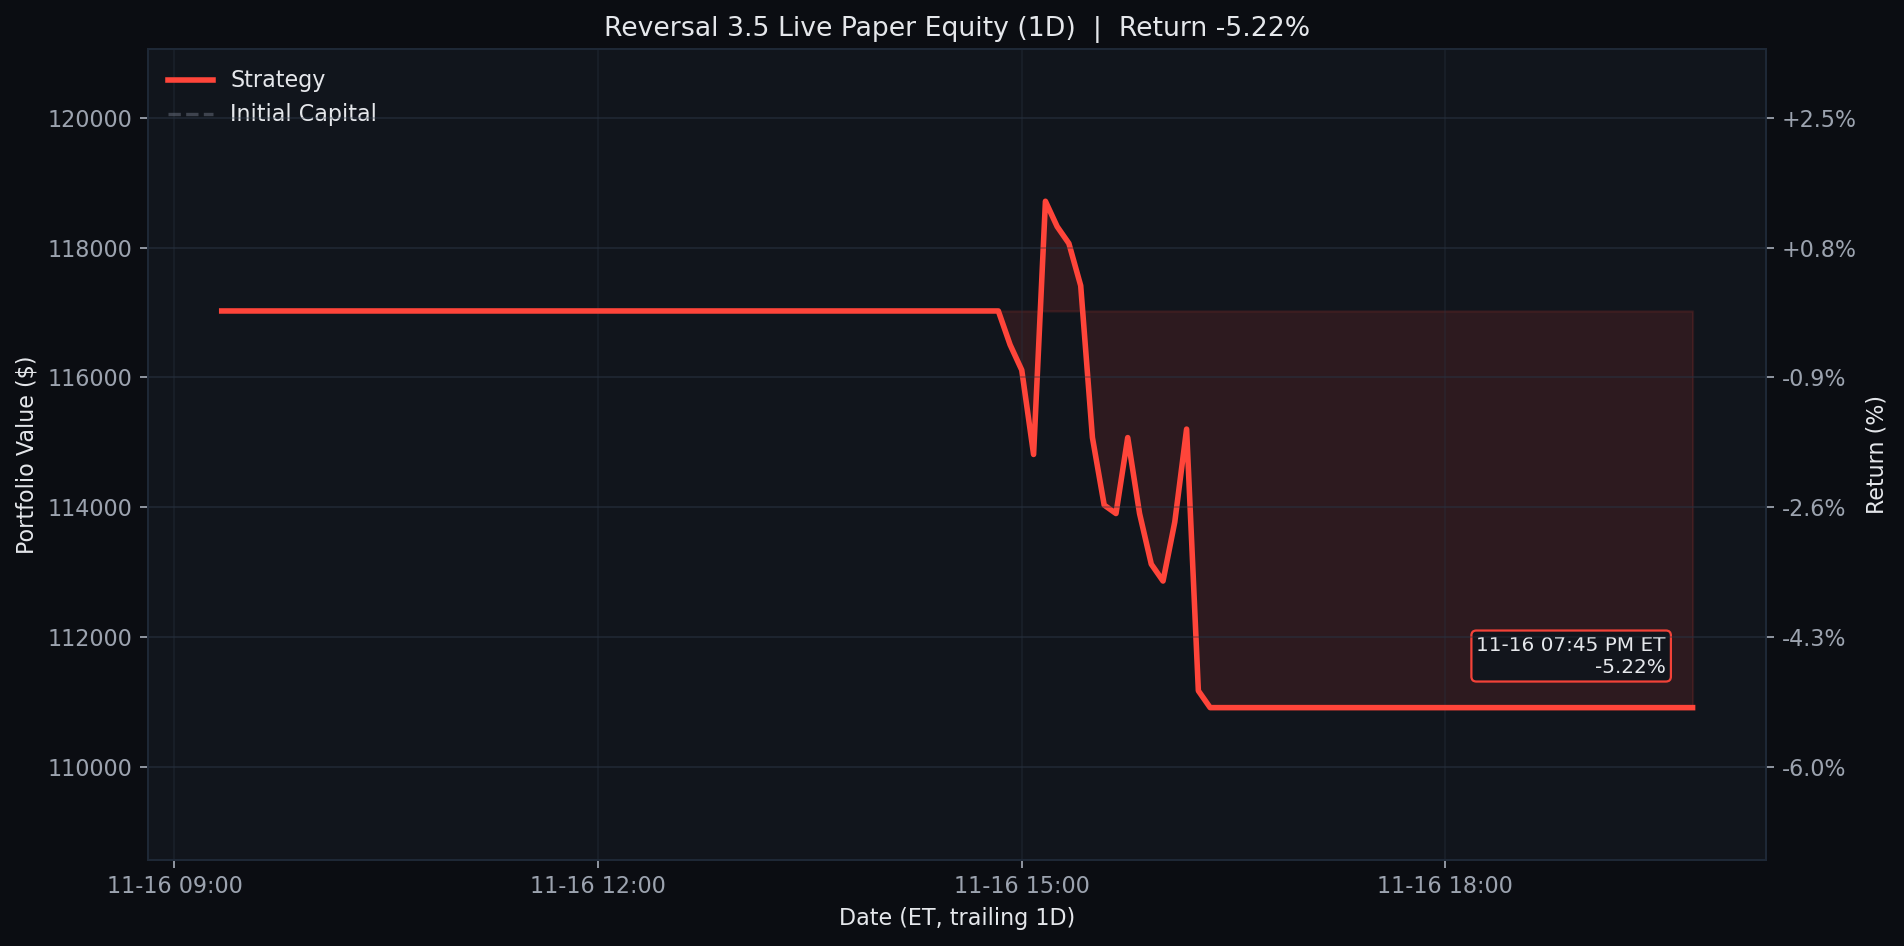 Reversal 3.5 Live Paper Equity (1D)  |  Return -5.22%
Strategy
Initial Capital
120000
118000
116000
114000
112000
110000
Portfolio Value ($)
+2.5%
+0.8%
-0.9%
-2.6%
-4.3%
-6.0%
Return (%)
11-16 07:45 PM ET
-5.22%
11-16 09:00
11-16 12:00
11-16 15:00
11-16 18:00
Date (ET, trailing 1D)